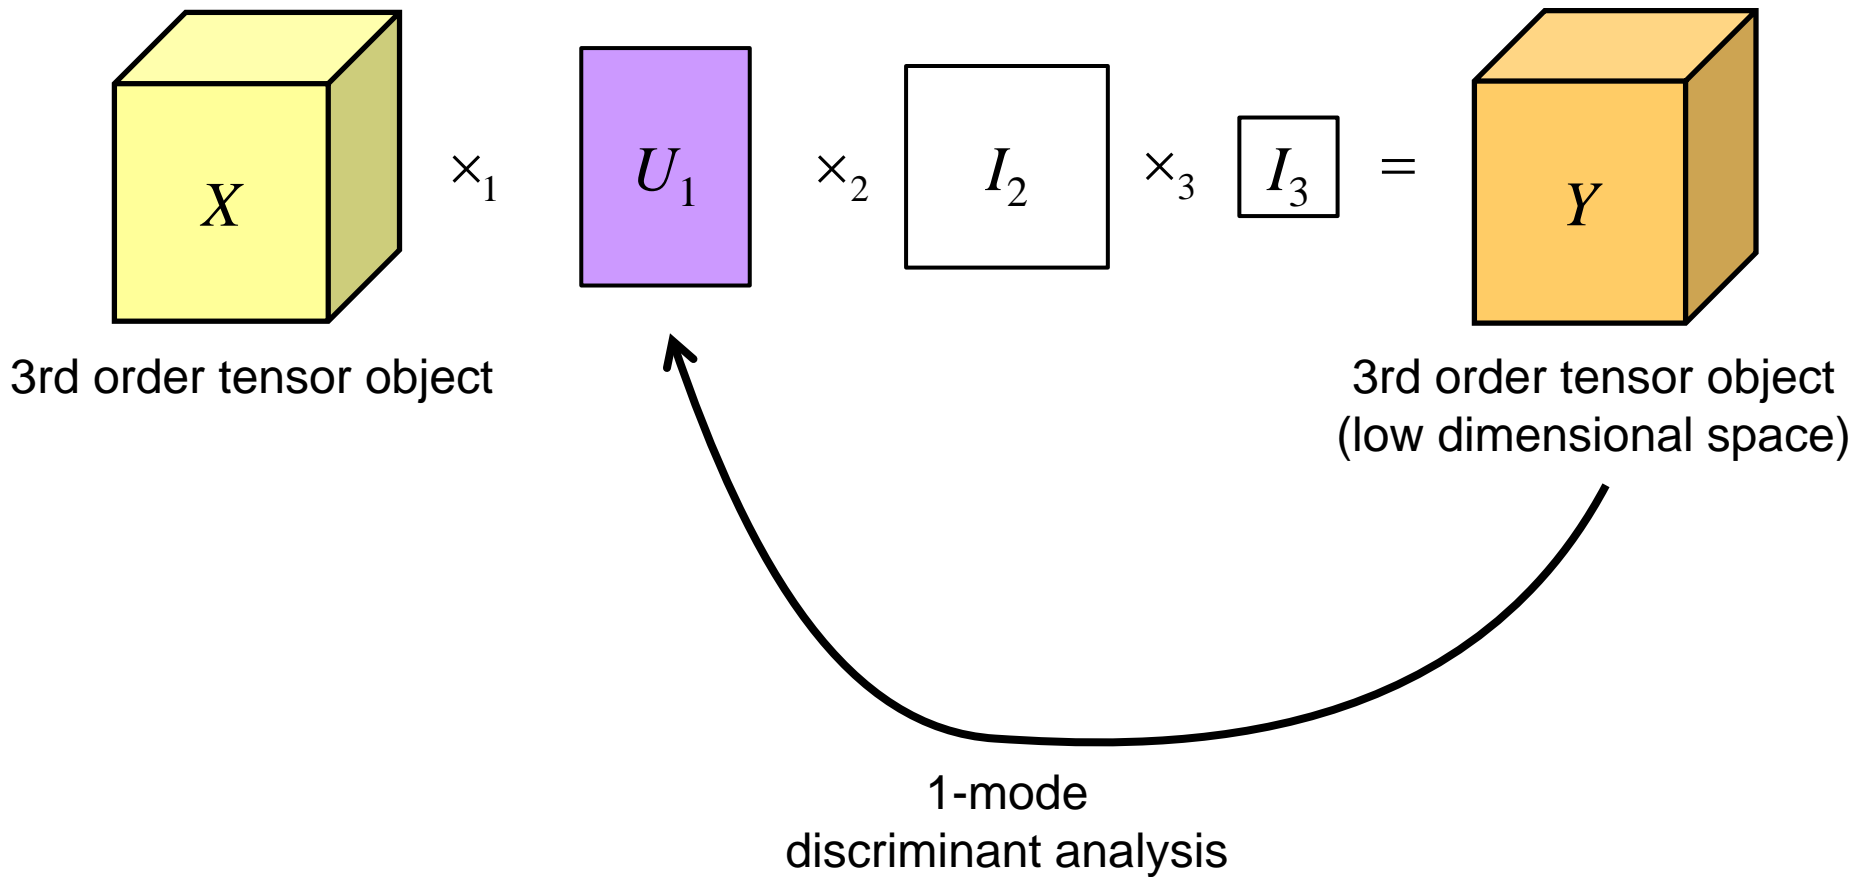 X ×₁ U₁ ×₂ I₂ ×₃ I₃ = Y
3rd order tensor object
3rd order tensor object
(low dimensional space)
1-mode
discriminant analysis